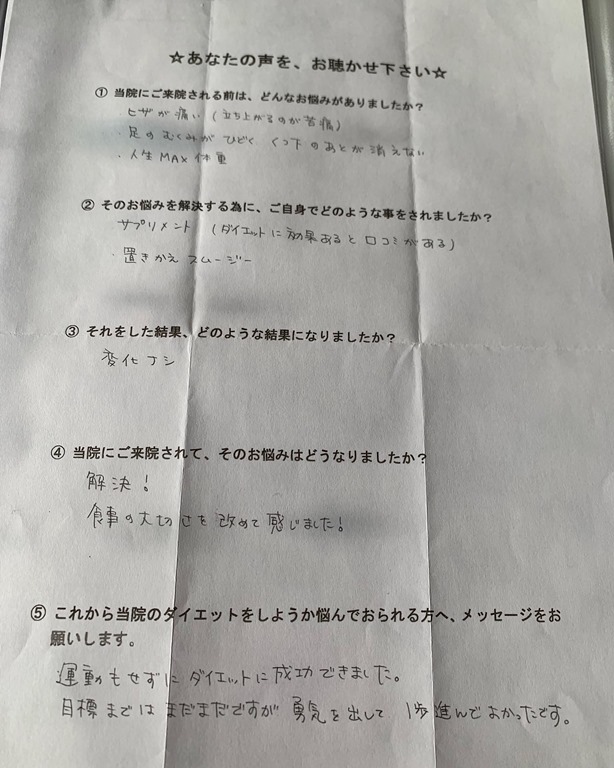 ☆あなたの声を、お聴かせ下さい☆
① 当院にご来院される前は、どんなお悩みがありましたか？
ヒザが痛い（立ち上がるのが苦痛）
・足のむくみがひどく くつ下のあとが消えない
・人生MAX体重
② そのお悩みを解決する為に、ご自身でどのような事をされましたか？
サプリメント（ダイエットに効果あると口コミがある）
・置きかえスムージー
③ それをした結果、どのような結果になりましたか？
変化ナシ
④ 当院にご来院されて、そのお悩みはどうなりましたか？
解決！
食事の大切さを改めて感じました！
⑤ これから当院のダイエットをしようか悩んでおられる方へ、メッセージをお
願いします。
運動もせずにダイエットに成功できました。
目標まではまだまだですが勇気を出して1歩進んでよかったです。